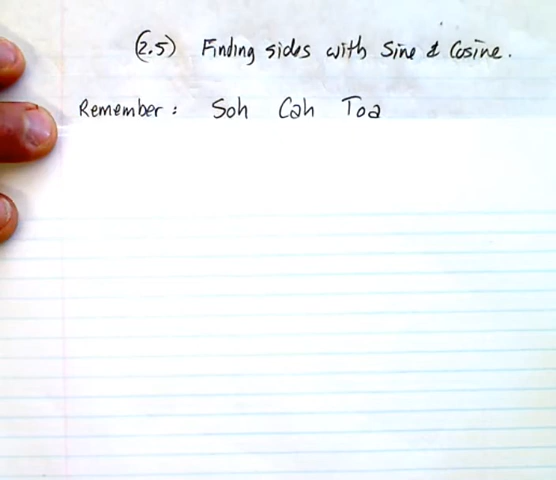 (2.5) Finding sides with Sine & Cosine.
Remember: Soh Cah Toa